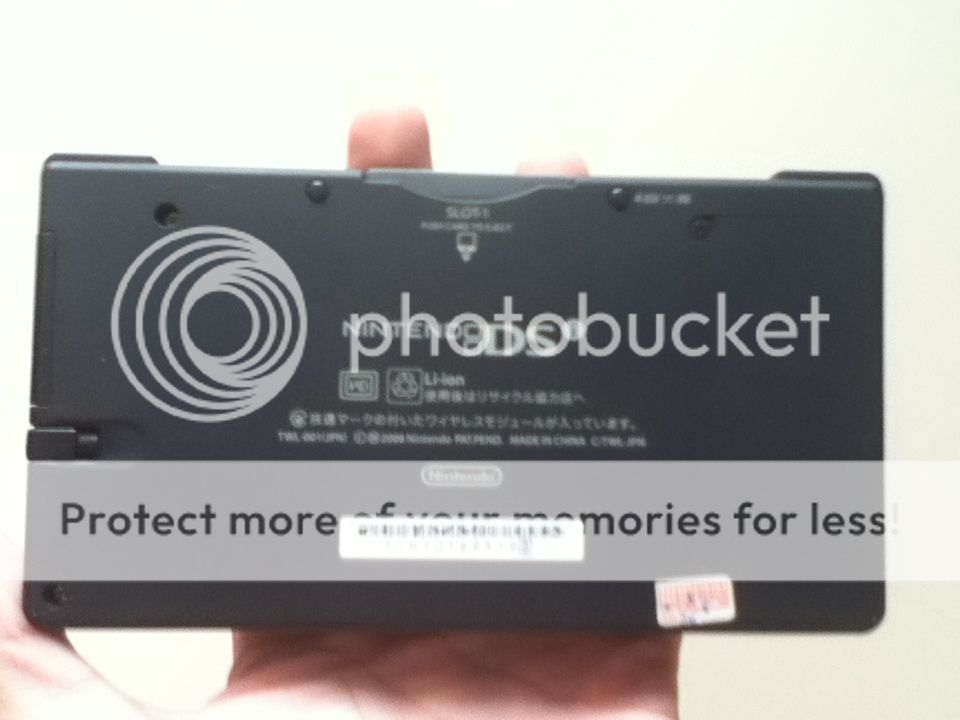 SLOT-1
PUSH CARD TO EJECT
NINTENDO DSi
photobucket
Li-ion
使用後はリサイクル協力店へ
技適マークの付いたワイヤレスモジュールが入っています。
TWL-001(JPN) © 2008 Nintendo PAT.PEND. MADE IN CHINA C/TWL-JPN
Nintendo
Protect more of your memories for less!